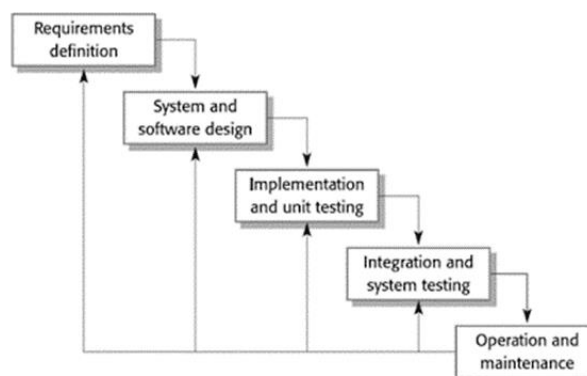 Requirements
definition
System and
software design
Implementation
and unit testing
Integration and
system testing
Operation and
maintenance